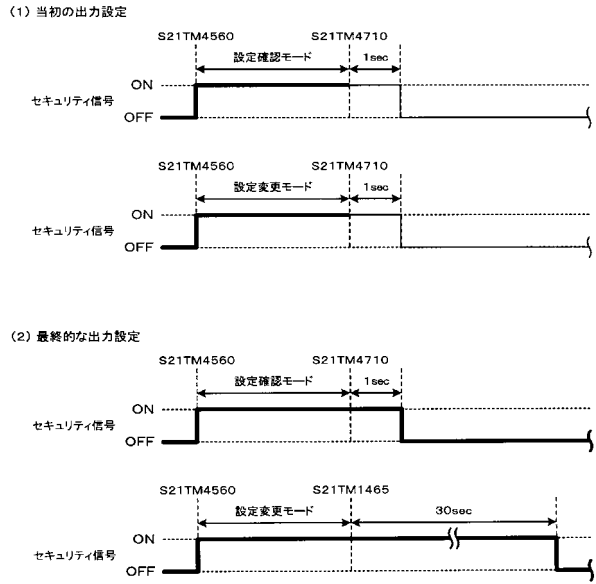 (1) 当初の出力設定
S21TM4560 S21TM4710
設定確認モード 1sec
ON
セキュリティ信号
OFF
S21TM4560 S21TM4710
設定変更モード 1sec
ON
セキュリティ信号
OFF
(2) 最終的な出力設定
S21TM4560 S21TM4710
設定確認モード 1sec
ON
セキュリティ信号
OFF
S21TM4560 S21TM1465
設定変更モード 30sec
ON
セキュリティ信号
OFF